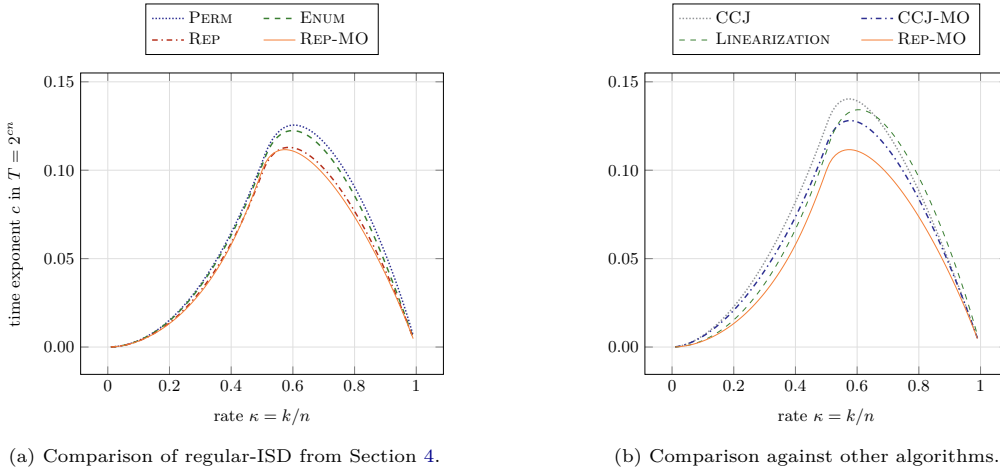 PERM ENUM
REP REP-MO
0.15
0.10
0.05
0.00
time exponent c in T = 2^{cn}
0 0.2 0.4 0.6 0.8 1
rate κ = k/n
(a) Comparison of regular-ISD from Section 4.
CCJ CCJ-MO
LINEARIZATION REP-MO
0.15
0.10
0.05
0.00
0 0.2 0.4 0.6 0.8 1
rate κ = k/n
(b) Comparison against other algorithms.